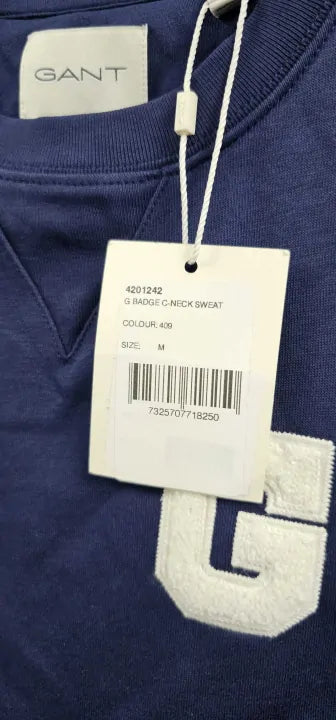 GANT
4201242
G BADGE C-NECK SWEAT
COLOUR: 409
SIZE: M
7325707718250
G